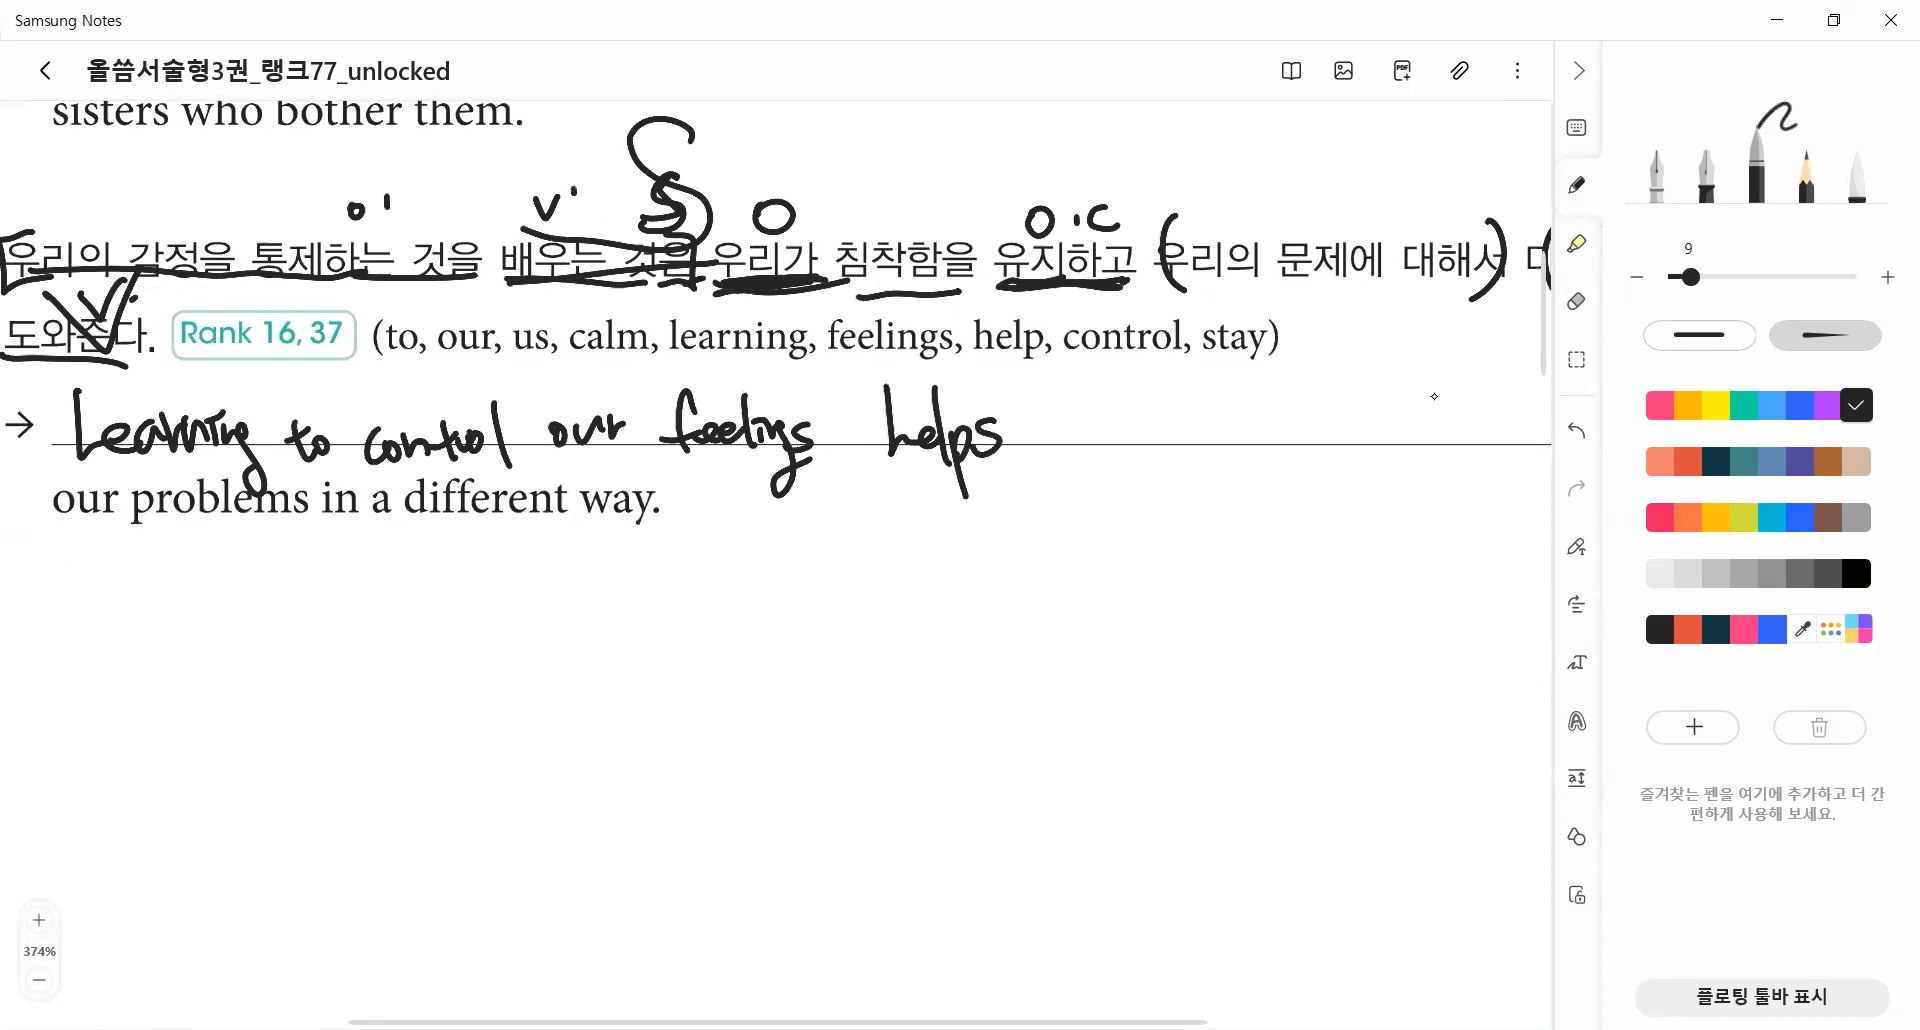 Samsung Notes
올씀서술형3권_랭크77_unlocked
sisters who bother them.
o' v' S O O.C
우리의 감정을 통제하는 것을 배우는 것은 우리가 침착함을 유지하고 우리의 문제에 대해서
도와준다. Rank 16, 37 (to, our, us, calm, learning, feelings, help, control, stay)
→ Learning to control our feelings helps
our problems in a different way.
374%
9
즐겨찾는 펜을 여기에 추가하고 더 간
편하게 사용해 보세요.
플로팅 툴바 표시